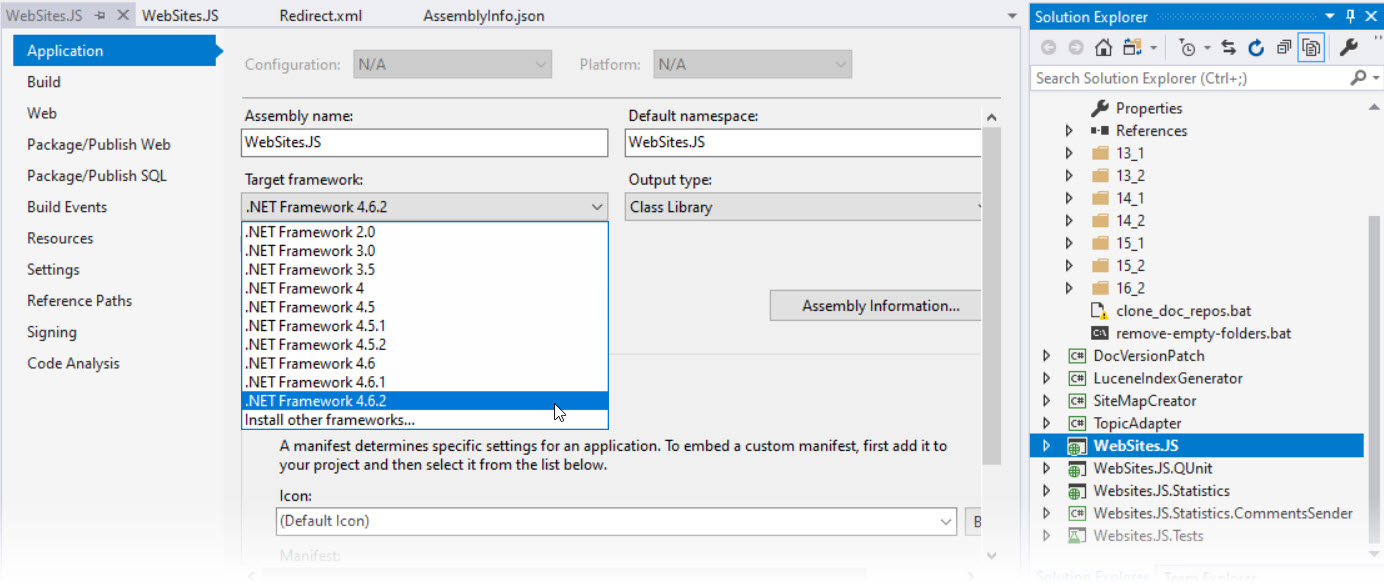 WebSites.JS
WebSites.JS
Redirect.xml
AssemblyInfo.json
Application
Build
Web
Package/Publish Web
Package/Publish SQL
Build Events
Resources
Settings
Reference Paths
Signing
Code Analysis
Configuration: N/A
Platform: N/A
Assembly name:
WebSites.JS
Default namespace:
WebSites.JS
Target framework:
.NET Framework 4.6.2
Output type:
Class Library
.NET Framework 2.0
.NET Framework 3.0
.NET Framework 3.5
.NET Framework 4
.NET Framework 4.5
.NET Framework 4.5.1
.NET Framework 4.5.2
.NET Framework 4.6
.NET Framework 4.6.1
.NET Framework 4.6.2
Install other frameworks...
Assembly Information...
A manifest determines specific settings for an application. To embed a custom manifest, first add it to
your project and then select it from the list below.
Icon:
(Default Icon)
B
Manifest:
Solution Explorer
Search Solution Explorer (Ctrl+;)
Properties
References
13_1
13_2
14_1
14_2
15_1
15_2
16_2
clone_doc_repos.bat
remove-empty-folders.bat
C# DocVersionPatch
C# LuceneIndexGenerator
C# SiteMapCreator
C# TopicAdapter
WebSites.JS
WebSites.JS.QUnit
Websites.JS.Statistics
C# Websites.JS.Statistics.CommentsSender
Websites.JS.Tests
Solution Explorer
Team Explorer